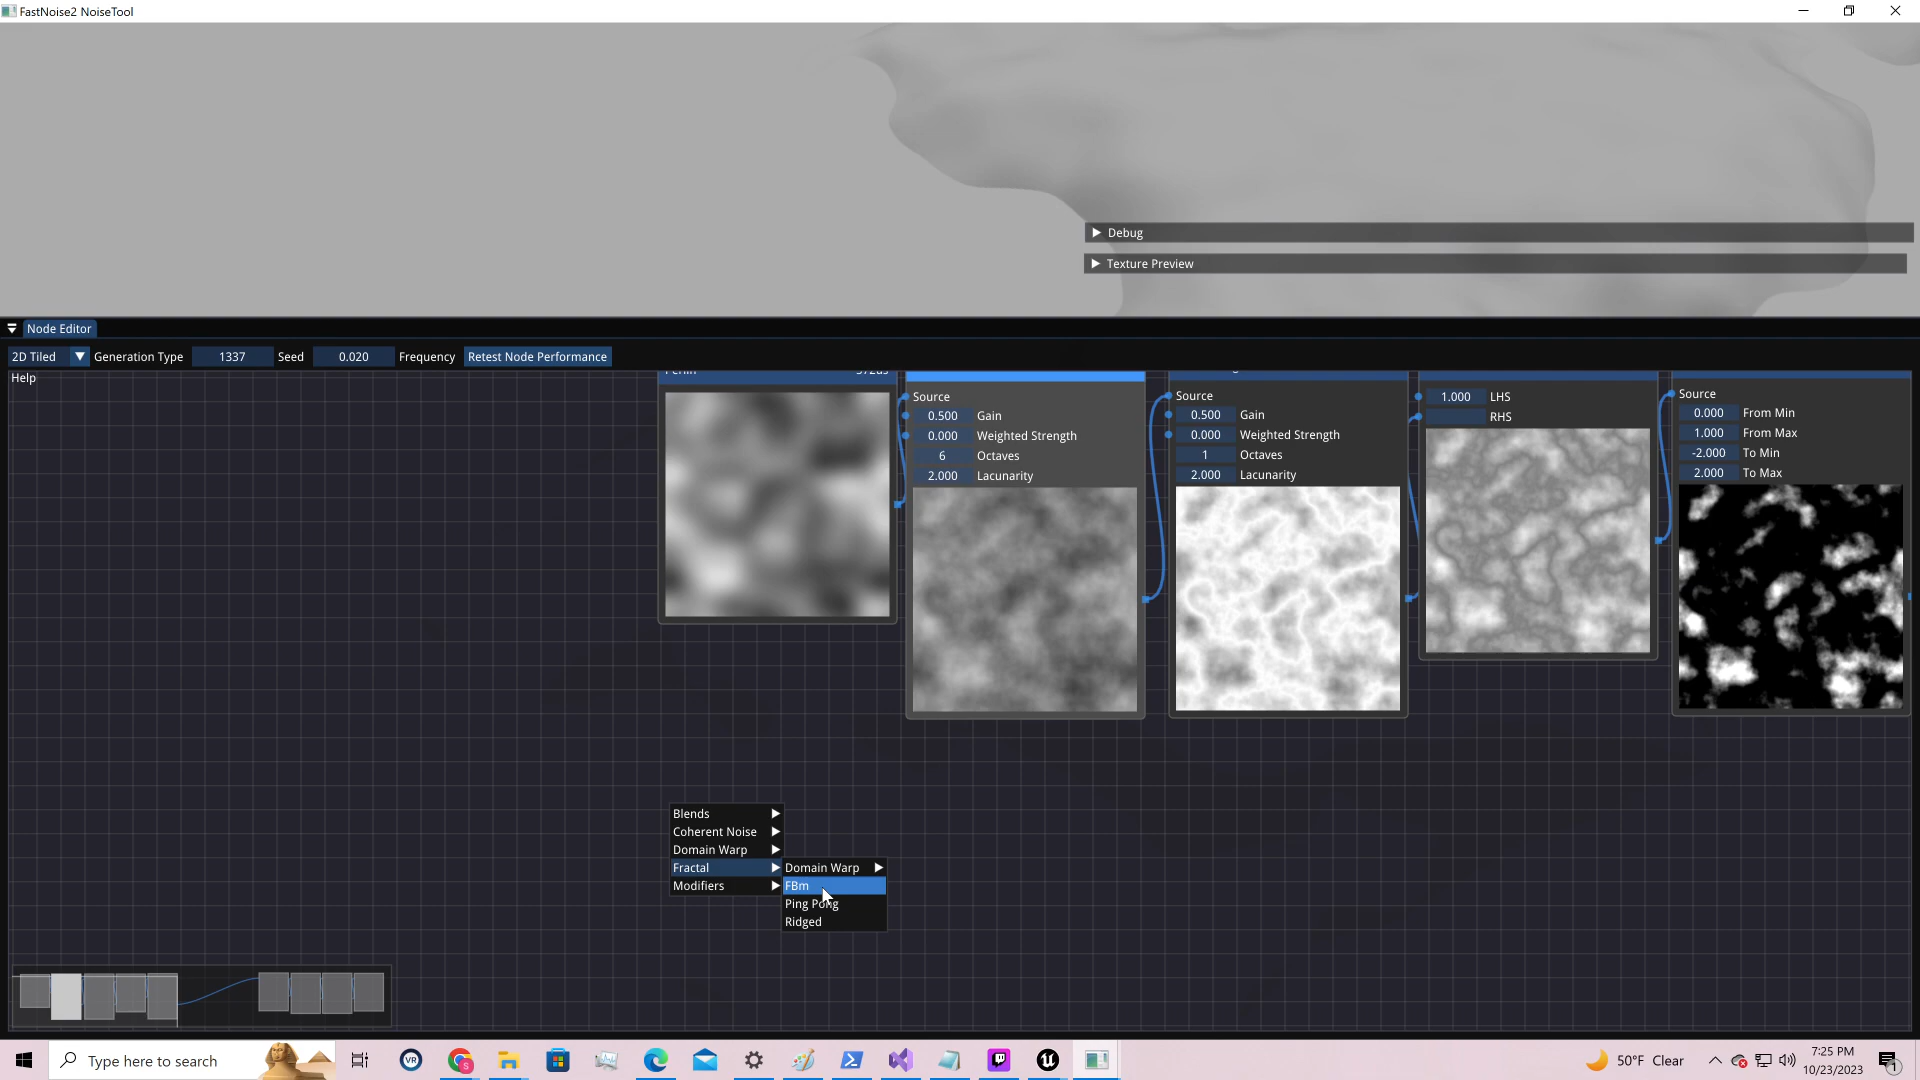 FastNoise2 NoiseTool
Debug
Texture Preview
Node Editor
2D Tiled Generation Type 1337 Seed 0.020 Frequency Retest Node Performance
Help
Source
0.500 Gain
0.000 Weighted Strength
6 Octaves
2.000 Lacunarity
Source
0.500 Gain
0.000 Weighted Strength
1 Octaves
2.000 Lacunarity
1.000 LHS
RHS
Source
0.000 From Min
1.000 From Max
-2.000 To Min
2.000 To Max
Blends
Coherent Noise
Domain Warp
Fractal
Modifiers
Domain Warp
FBm
Ping Pong
Ridged
Type here to search
VR
S
50°F Clear
7:25 PM
10/23/2023
1